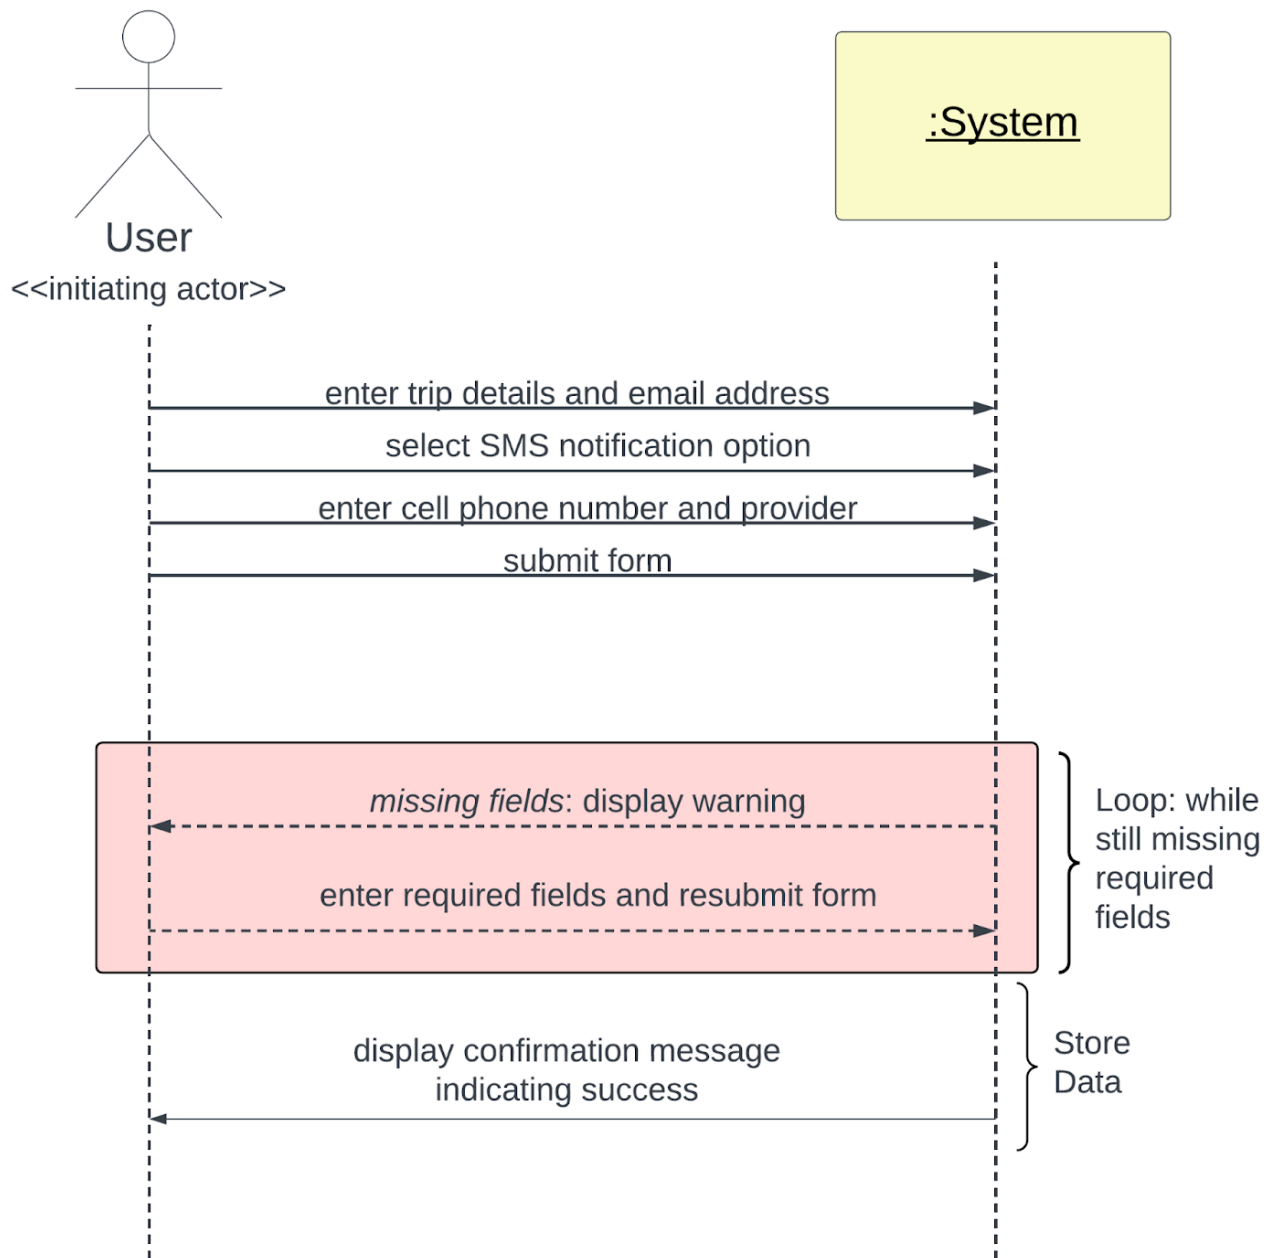 :System
User
<<initiating actor>>
enter trip details and email address
select SMS notification option
enter cell phone number and provider
submit form
missing fields: display warning
enter required fields and resubmit form
Loop: while
still missing
required
fields
display confirmation message
indicating success
Store
Data